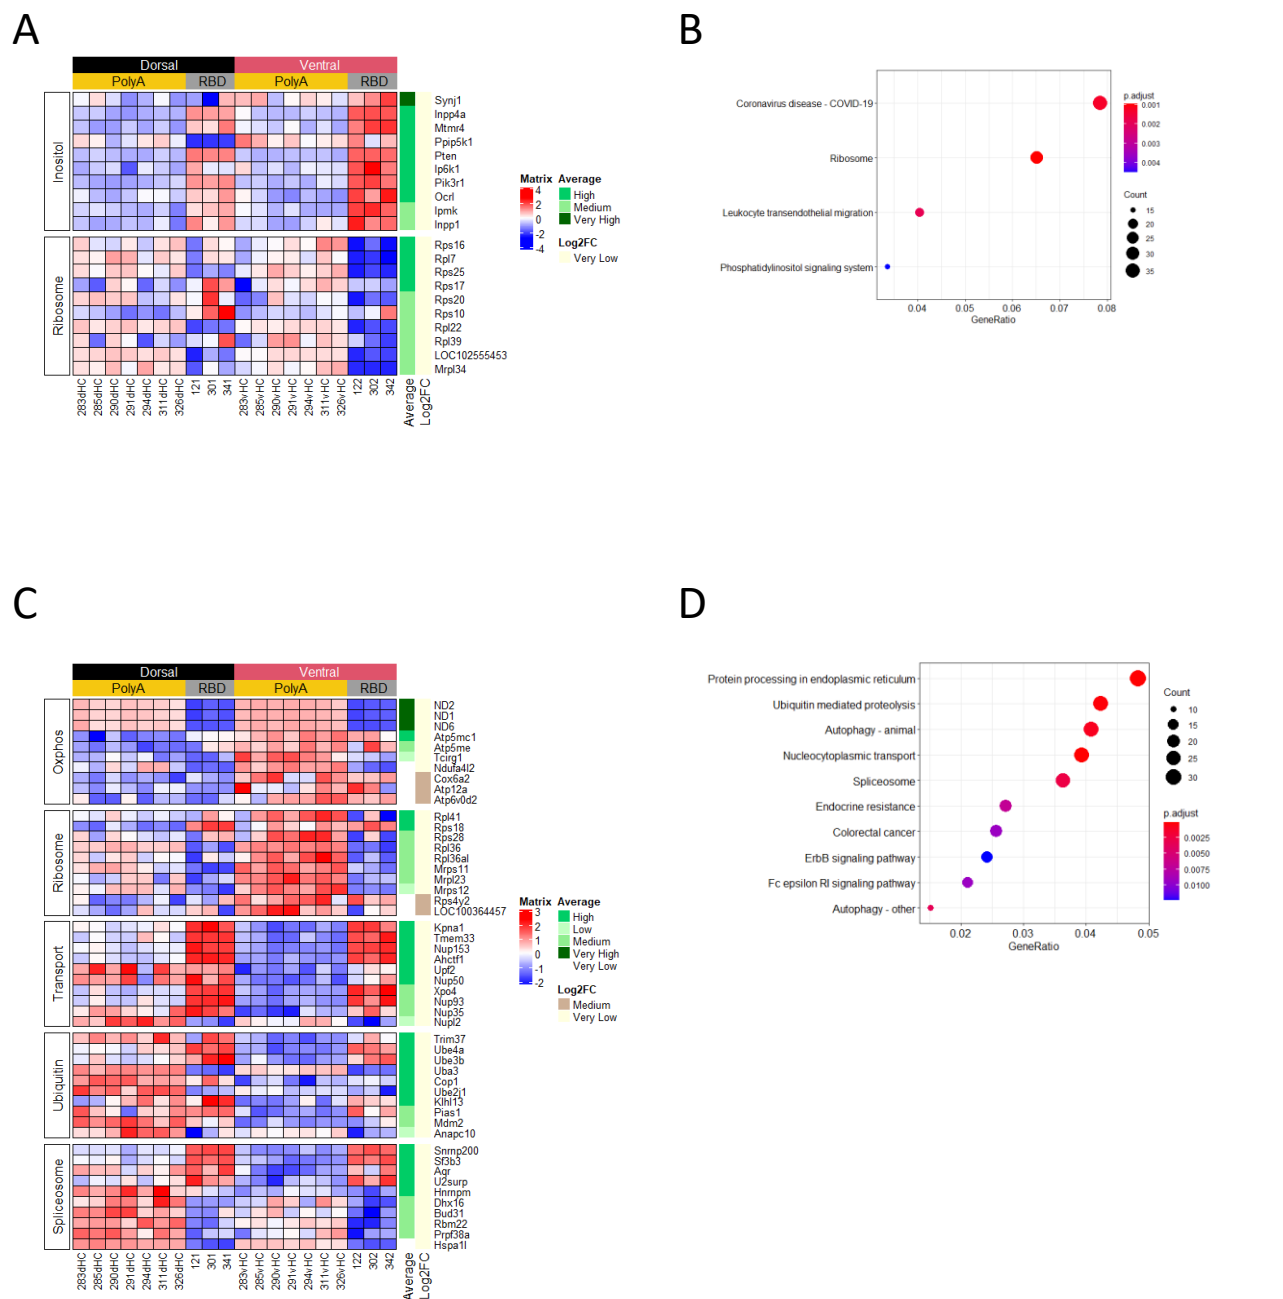 A
Dorsal
Ventral
PolyA
RBD
PolyA
RBD
Inositol
Synj1
Inpp4a
Mtmr4
Ppip5k1
Pten
Ip6k1
Pik3r1
Ocrl
Ipmk
Inpp1
Ribosome
Rps16
Rpl7
Rps25
Rps17
Rps20
Rps10
Rpl22
Rpl39
LOC102555453
Mrpl34
283dHC
285dHC
290dHC
291dHC
294dHC
311dHC
326dHC
121
301
341
283vHC
285vHC
290vHC
291vHC
294vHC
311vHC
326vHC
122
302
342
Average
Log2FC
Matrix
4
2
0
-2
-4
Average
High
Medium
Very High
Log2FC
Very Low
B
Coronavirus disease - COVID-19
Ribosome
Leukocyte transendothelial migration
Phosphatidylinositol signaling system
0.04
0.05
0.06
0.07
0.08
GeneRatio
p.adjust
0.001
0.002
0.003
0.004
Count
15
20
25
30
35
C
Dorsal
Ventral
PolyA
RBD
PolyA
RBD
Oxphos
ND2
ND1
ND6
Atp5mc1
Atp5me
Tcirg1
Ndufa4l2
Cox6a2
Atp12a
Atp6v0d2
Ribosome
Rpl41
Rps18
Rps28
Rpl36
Rpl36al
Mrps11
Mrpl23
Mrps12
Rps4y2
LOC100364457
Transport
Kpna1
Tmem33
Nup153
Ahctf1
Upf2
Nup50
Xpo4
Nup93
Nup35
Nupl2
Ubiquitin
Trim37
Ube4a
Ube3b
Uba3
Cop1
Ube2j1
Klhl13
Pias1
Mdm2
Anapc10
Spliceosome
Snrnp200
Sf3b3
Aqr
U2surp
Hnrnpm
Dhx16
Bud31
Rbm22
Prpf38a
Hspa1l
283dHC
285dHC
290dHC
291dHC
294dHC
311dHC
326dHC
121
301
341
283vHC
285vHC
290vHC
291vHC
294vHC
311vHC
326vHC
122
302
342
Average
Log2FC
Matrix
3
2
1
0
-1
-2
Average
High
Low
Medium
Very High
Very Low
Log2FC
Medium
Very Low
D
Protein processing in endoplasmic reticulum
Ubiquitin mediated proteolysis
Autophagy - animal
Nucleocytoplasmic transport
Spliceosome
Endocrine resistance
Colorectal cancer
ErbB signaling pathway
Fc epsilon RI signaling pathway
Autophagy - other
0.02
0.03
0.04
0.05
GeneRatio
Count
10
15
20
25
30
p.adjust
0.0025
0.0050
0.0075
0.0100